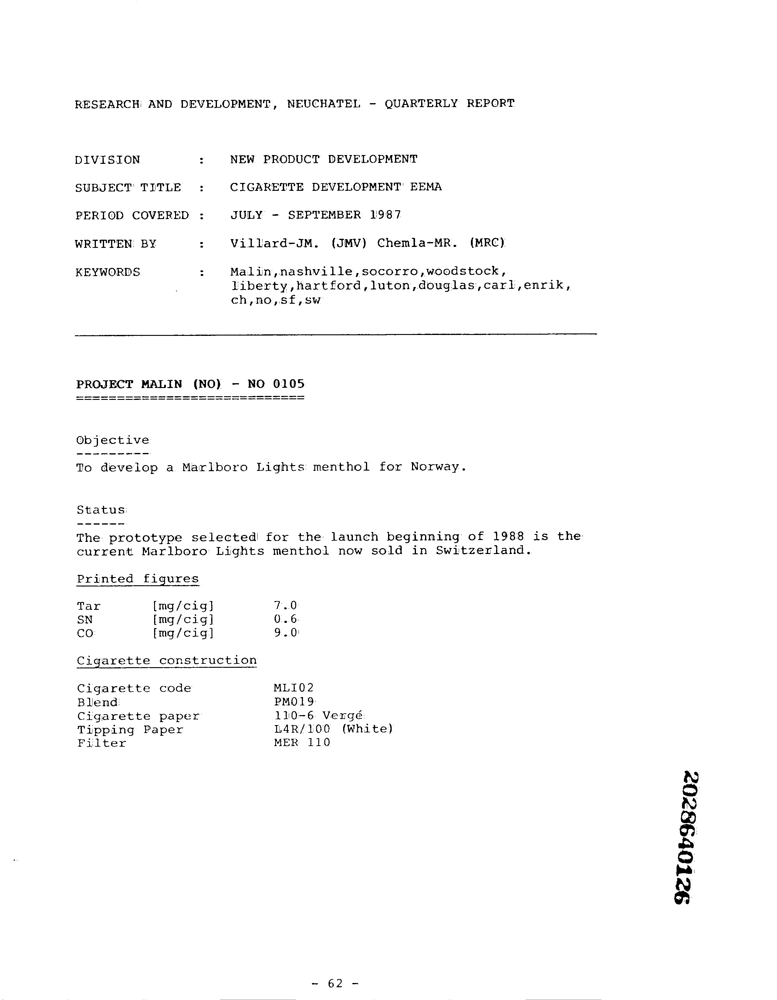 RESEARCH AND DEVELOPMENT, NEUCHATEL - QUARTERLY REPORT
DIVISION : NEW PRODUCT DEVELOPMENT
SUBJECT TITLE : CIGARETTE DEVELOPMENT EEMA
PERIOD COVERED : JULY - SEPTEMBER 1987
WRITTEN BY : Villard-JM. (JMV) Chemla-MR. (MRC)
KEYWORDS : Malin,nashville,socorro,woodstock,
liberty,hartford,luton,douglas,carl,enrik,
ch,no,sf,sw
PROJECT MALIN (NO) - NO 0105
============================
Objective
---------
To develop a Marlboro Lights menthol for Norway.
Status
------
The prototype selected for the launch beginning of 1988 is the
current Marlboro Lights menthol now sold in Switzerland.
Printed figures
Tar [mg/cig] 7.0
SN [mg/cig] 0.6
CO [mg/cig] 9.0
Cigarette construction
Cigarette code MLI02
Blend PM019
Cigarette paper 110-6 Vergé
Tipping Paper L4R/100 (White)
Filter MER 110
2028640126
- 62 -